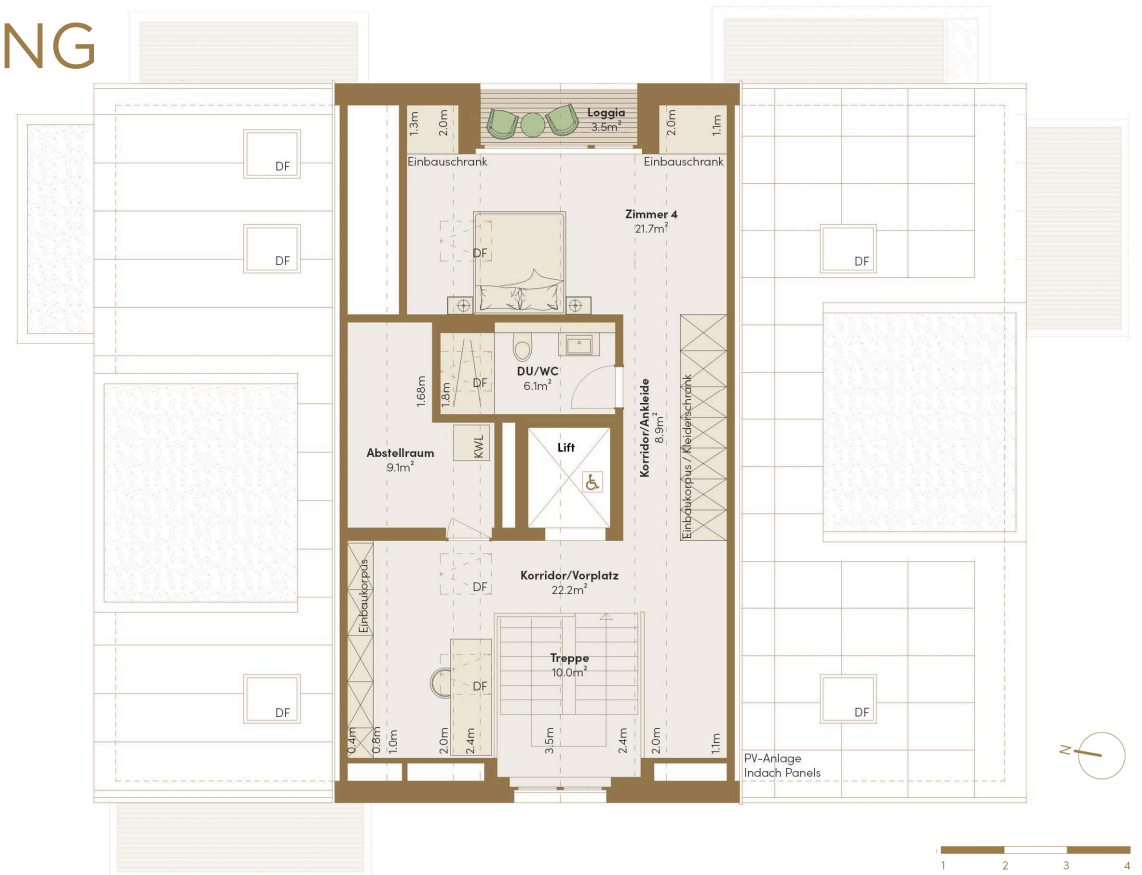 NG
Loggia
3.5m²
1.3m
2.0m
2.0m
1.1m
Einbauschrank
Einbauschrank
DF
DF
DF
DF
Zimmer 4
21.7m²
DU/WC
6.1m²
DF
1.8m
1.68m
Korridor/Ankleide
8.9m²
Einbaukorpus / Kleiderschrank
Abstellraum
9.1m²
KWL
Lift
Einbaukorpus
DF
Korridor/Vorplatz
22.2m²
Treppe
10.0m²
DF
DF
DF
0.4m
0.8m
1.0m
2.0m
2.4m
3.5m
2.4m
2.0m
1.1m
PV-Anlage
Indach Panels
N
1 2 3 4